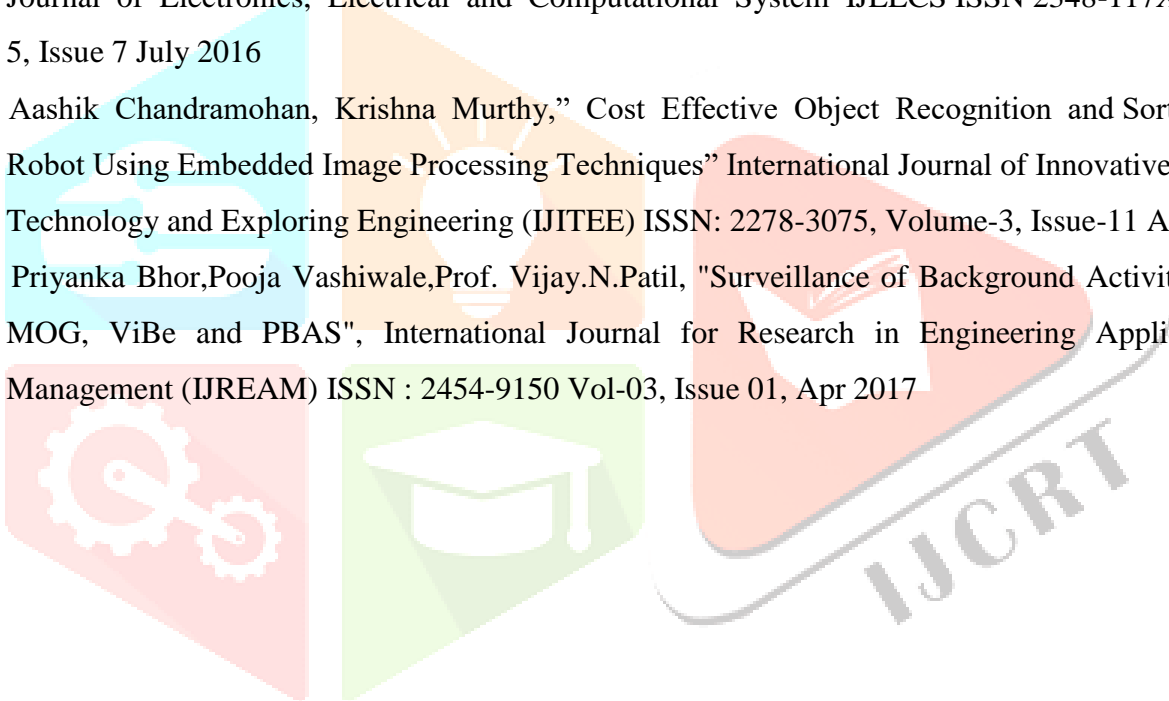 Journal of Electronics, Electrical and Computational System IJEECS ISSN 2348-117X
5, Issue 7 July 2016
Aashik Chandramohan, Krishna Murthy,” Cost Effective Object Recognition and Sort
Robot Using Embedded Image Processing Techniques” International Journal of Innovative
Technology and Exploring Engineering (IJITEE) ISSN: 2278-3075, Volume-3, Issue-11 A
Priyanka Bhor,Pooja Vashiwale,Prof. Vijay.N.Patil, "Surveillance of Background Activit
MOG, ViBe and PBAS", International Journal for Research in Engineering Appli
Management (IJREAM) ISSN : 2454-9150 Vol-03, Issue 01, Apr 2017
IJCRT